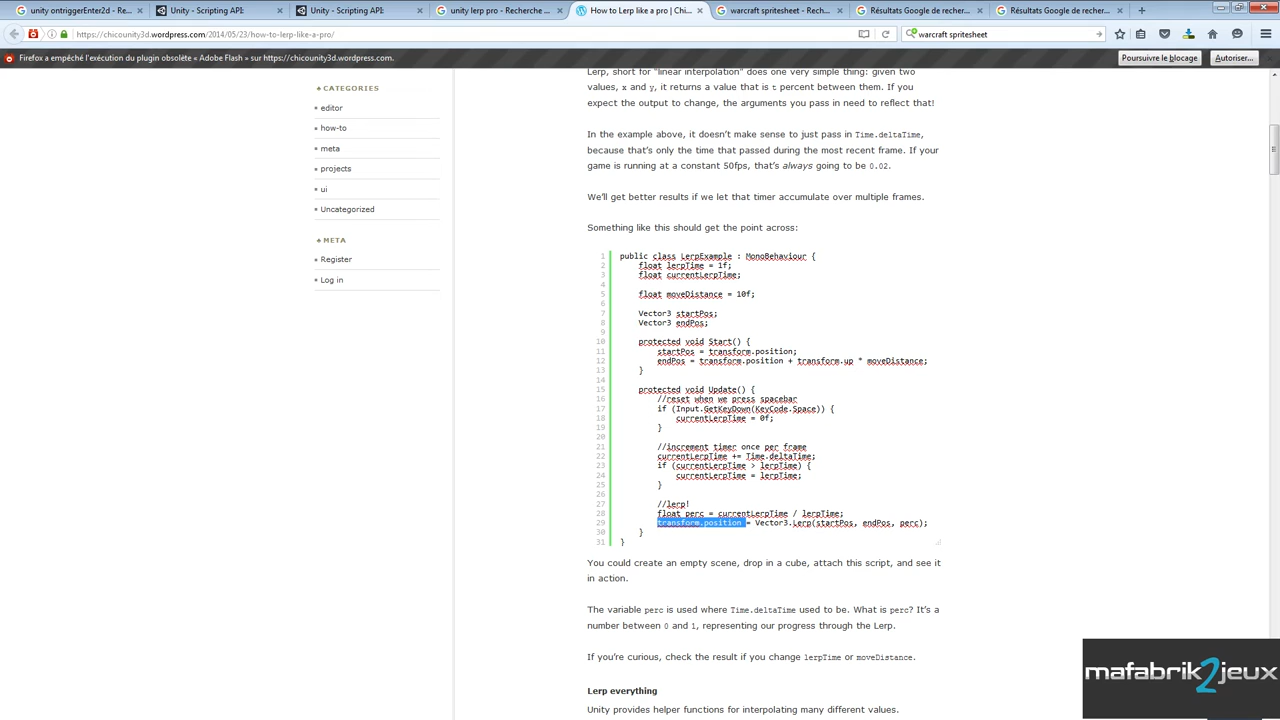 unity ontriggerEnter2d - Re...
Unity - Scripting API:
Unity - Scripting API:
unity lerp pro - Recherche ...
How to Lerp like a pro | Chi...
warcraft spritesheet - Rech...
Résultats Google de recher...
Résultats Google de recher...
https://chicounity3d.wordpress.com/2014/05/23/how-to-lerp-like-a-pro/
warcraft spritesheet
Firefox a empêché l'exécution du plugin obsolète « Adobe Flash » sur https://chicounity3d.wordpress.com.
Poursuivre le blocage
Autoriser...
CATEGORIES
editor
how-to
meta
projects
ui
Uncategorized
META
Register
Log in
Lerp, short for “linear interpolation” does one very simple thing: given two
values, x and y, it returns a value that is t percent between them. If you
expect the output to change, the arguments you pass in need to reflect that!
In the example above, it doesn’t make sense to just pass in Time.deltaTime,
because that’s only the time that passed during the most recent frame. If your
game is running at a constant 50fps, that’s always going to be 0.02.
We’ll get better results if we let that timer accumulate over multiple frames.
Something like this should get the point across:
1 public class LerpExample : MonoBehaviour {
2 float lerpTime = 1f;
3 float currentLerpTime;
4
5 float moveDistance = 10f;
6
7 Vector3 startPos;
8 Vector3 endPos;
9
10 protected void Start() {
11 startPos = transform.position;
12 endPos = transform.position + transform.up * moveDistance;
13 }
14
15 protected void Update() {
16 //reset when we press spacebar
17 if (Input.GetKeyDown(KeyCode.Space)) {
18 currentLerpTime = 0f;
19 }
20
21 //increment timer once per frame
22 currentLerpTime += Time.deltaTime;
23 if (currentLerpTime > lerpTime) {
24 currentLerpTime = lerpTime;
25 }
26
27 //lerp!
28 float perc = currentLerpTime / lerpTime;
29 transform.position = Vector3.Lerp(startPos, endPos, perc);
30 }
31 }
You could create an empty scene, drop in a cube, attach this script, and see it
in action.
The variable perc is used where Time.deltaTime used to be. What is perc? It’s a
number between 0 and 1, representing our progress through the Lerp.
If you’re curious, check the result if you change lerpTime or moveDistance.
Lerp everything
Unity provides helper functions for interpolating many different values.
mafabrik2jeux